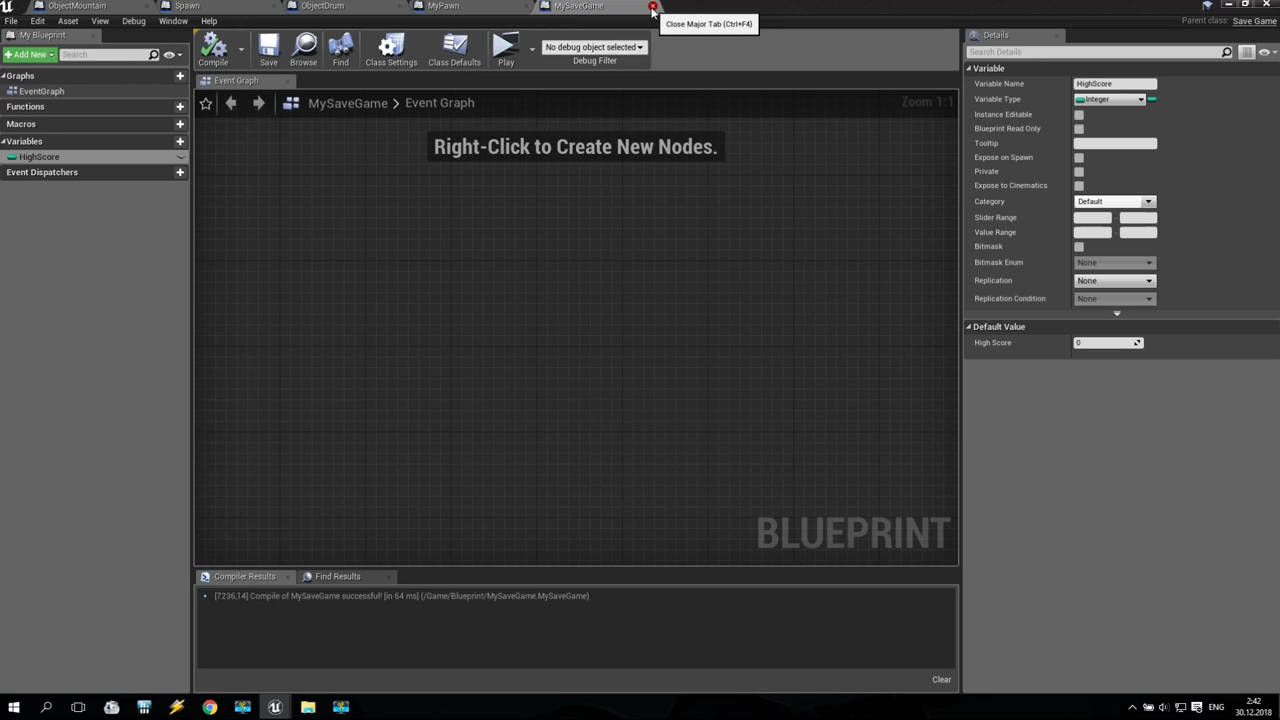 ObjectMountain
Spawn
ObjectDrum
MyPawn
MySaveGame
Close Major Tab (Ctrl+F4)
File
Edit
Asset
View
Debug
Window
Help
Parent class: Save Game
My Blueprint
Add New
Search
Graphs
EventGraph
Functions
Macros
Variables
HighScore
Event Dispatchers
Compile
Save
Browse
Find
Class Settings
Class Defaults
Play
No debug object selected
Debug Filter
Event Graph
MySaveGame > Event Graph
Zoom 1:1
Right-Click to Create New Nodes.
BLUEPRINT
Compiler Results
Find Results
[7236,14] Compile of MySaveGame successful! [in 64 ms] (/Game/Blueprint/MySaveGame.MySaveGame)
Clear
Details
Search Details
Variable
Variable Name
HighScore
Variable Type
Integer
Instance Editable
Blueprint Read Only
Tooltip
Expose on Spawn
Private
Expose to Cinematics
Category
Default
Slider Range
Value Range
Bitmask
Bitmask Enum
None
Replication
None
Replication Condition
None
Default Value
High Score
0
ENG
2:42
30.12.2018